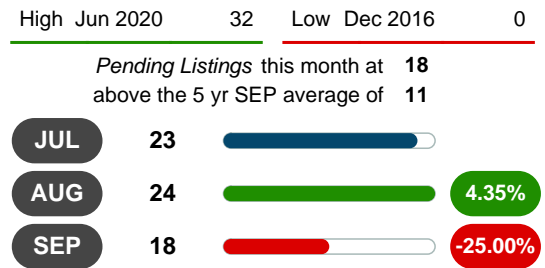 High Jun 2020 32 Low Dec 2016 0
Pending Listings this month at 18
above the 5 yr SEP average of 11
JUL 23
AUG 24 4.35%
SEP 18 -25.00%